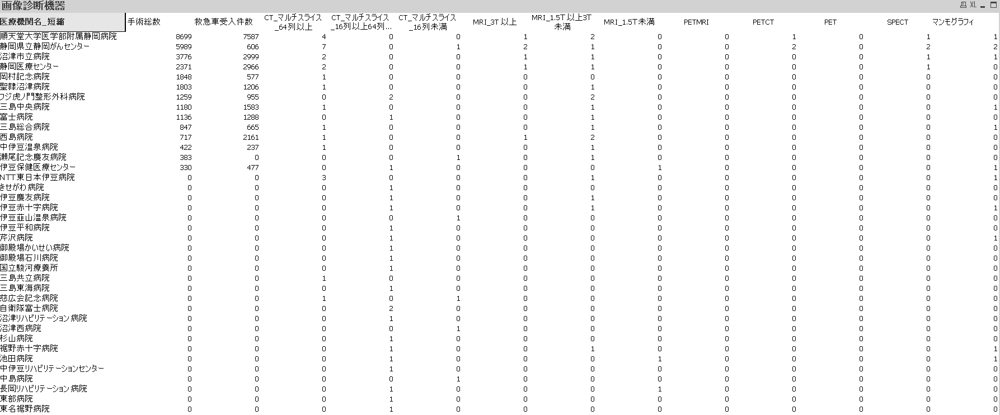 画像診断機器 XL
医療機関名_短縮 手術総数 救急車受入件数 CT_マルチスライス_64列以上 CT_マルチスライス_16列以上64列... CT_マルチスライス_16列未満 MRI_3T以上 MRI_1.5T以上3T未満 MRI_1.5T未満 PETMRI PETCT PET SPECT マンモグラフィ
順天堂大学医学部附属静岡病院 8699 7587 4 0 0 1 2 0 0 1 0 1 1
静岡県立静岡がんセンター 5989 606 7 0 1 2 1 0 0 2 0 2 2
沼津市立病院 3776 2999 2 0 0 1 1 0 0 0 0 1 1
静岡医療センター 2371 2966 2 0 0 1 1 0 0 0 0 1 0
岡村記念病院 1848 577 1 0 0 0 0 0 0 0 0 0 0
聖隷沼津病院 1803 1206 1 0 0 0 1 0 0 0 0 0 0
フジ虎ノ門整形外科病院 1259 955 0 2 0 0 2 0 0 0 0 0 0
三島中央病院 1180 1583 1 0 0 0 1 0 0 0 0 0 1
富士病院 1136 1288 0 1 0 0 1 0 0 0 0 0 0
三島総合病院 847 665 1 0 0 0 1 0 0 0 0 0 1
西島病院 717 2161 1 0 0 1 2 0 0 0 0 0 0
中伊豆温泉病院 422 237 1 0 0 0 1 0 0 0 0 0 0
瀬尾記念慶友病院 383 0 0 0 1 0 1 0 0 0 0 0 0
伊豆保健医療センター 330 477 0 1 0 0 0 1 0 0 0 0 1
NTT東日本伊豆病院 0 0 3 0 0 0 1 0 0 0 0 0 1
きせがわ病院 0 0 0 1 0 0 0 0 0 0 0 0 0
伊豆慶友病院 0 0 0 1 0 0 1 0 0 0 0 0 0
伊豆赤十字病院 0 0 0 1 0 0 1 0 0 0 0 0 1
伊豆韮山温泉病院 0 0 0 0 1 0 0 0 0 0 0 0 0
伊豆平和病院 0 0 0 1 0 0 0 0 0 0 0 0 0
芹沢病院 0 0 0 1 0 0 0 0 0 0 0 0 1
御殿場かいせい病院 0 0 0 1 0 0 0 0 0 0 0 0 0
御殿場石川病院 0 0 0 1 0 0 0 0 0 0 0 0 0
国立駿河療養所 0 0 0 1 0 0 0 0 0 0 0 0 0
三島共立病院 0 0 1 0 0 0 0 0 0 0 0 0 0
三島東海病院 0 0 0 1 0 0 0 0 0 0 0 0 0
慈広会記念病院 0 0 1 0 1 0 0 0 0 0 0 0 0
自衛隊富士病院 0 0 0 2 0 0 0 0 0 0 0 0 0
沼津リハビリテーション病院 0 0 0 1 0 0 0 0 0 0 0 0 0
沼津西病院 0 0 0 0 1 0 0 0 0 0 0 0 0
杉山病院 0 0 0 1 0 0 0 0 0 0 0 0 0
裾野赤十字病院 0 0 0 1 0 0 1 0 0 0 0 0 1
池田病院 0 0 0 1 0 0 0 1 0 0 0 0 1
中伊豆リハビリテーションセンター 0 0 0 1 0 0 0 0 0 0 0 0 0
中島病院 0 0 0 0 1 0 0 0 0 0 0 0 0
長岡リハビリテーション病院 0 0 0 1 0 0 0 1 0 0 0 0 0
東部病院 0 0 0 1 0 0 0 0 0 0 0 0 0
東名裾野病院 0 0 0 1 0 0 0 0 0 0 0 0 0